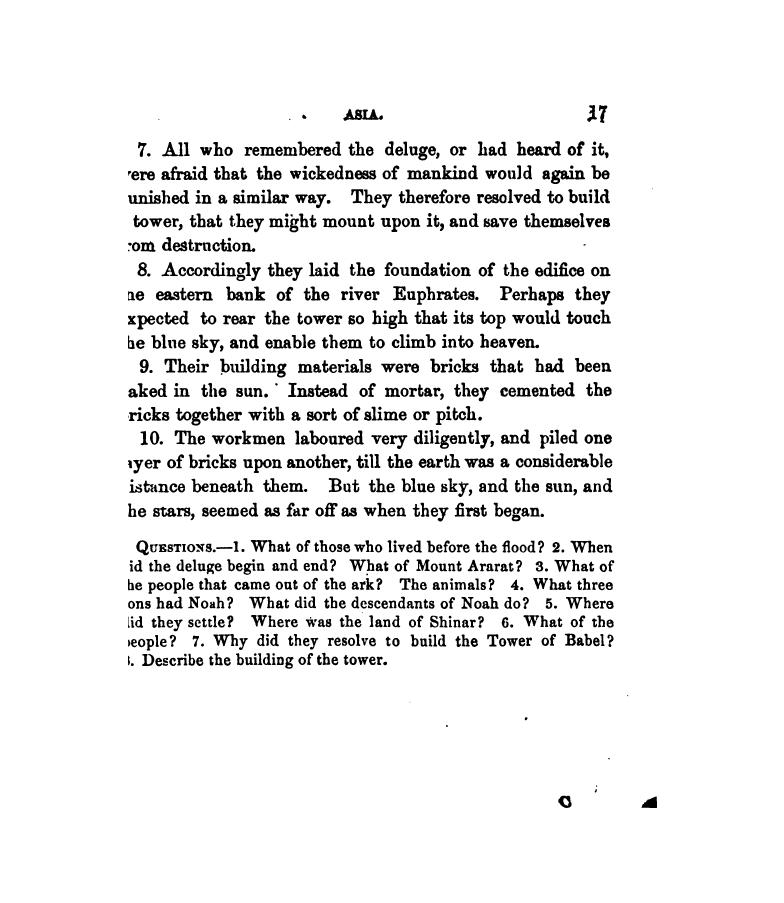 ASIA. 17
7. All who remembered the deluge, or had heard of it,
ere afraid that the wickedness of mankind would again be
unished in a similar way. They therefore resolved to build
tower, that they might mount upon it, and save themselves
rom destruction.
8. Accordingly they laid the foundation of the edifice on
he eastern bank of the river Euphrates. Perhaps they
xpected to rear the tower so high that its top would touch
he blue sky, and enable them to climb into heaven.
9. Their building materials were bricks that had been
aked in the sun. Instead of mortar, they cemented the
ricks together with a sort of slime or pitch.
10. The workmen laboured very diligently, and piled one
yer of bricks upon another, till the earth was a considerable
istance beneath them. But the blue sky, and the sun, and
he stars, seemed as far off as when they first began.
QUESTIONS.—1. What of those who lived before the flood? 2. When
id the deluge begin and end? What of Mount Ararat? 3. What of
he people that came out of the ark? The animals? 4. What three
ons had Noah? What did the descendants of Noah do? 5. Where
did they settle? Where was the land of Shinar? 6. What of the
eople? 7. Why did they resolve to build the Tower of Babel?
. Describe the building of the tower.
C